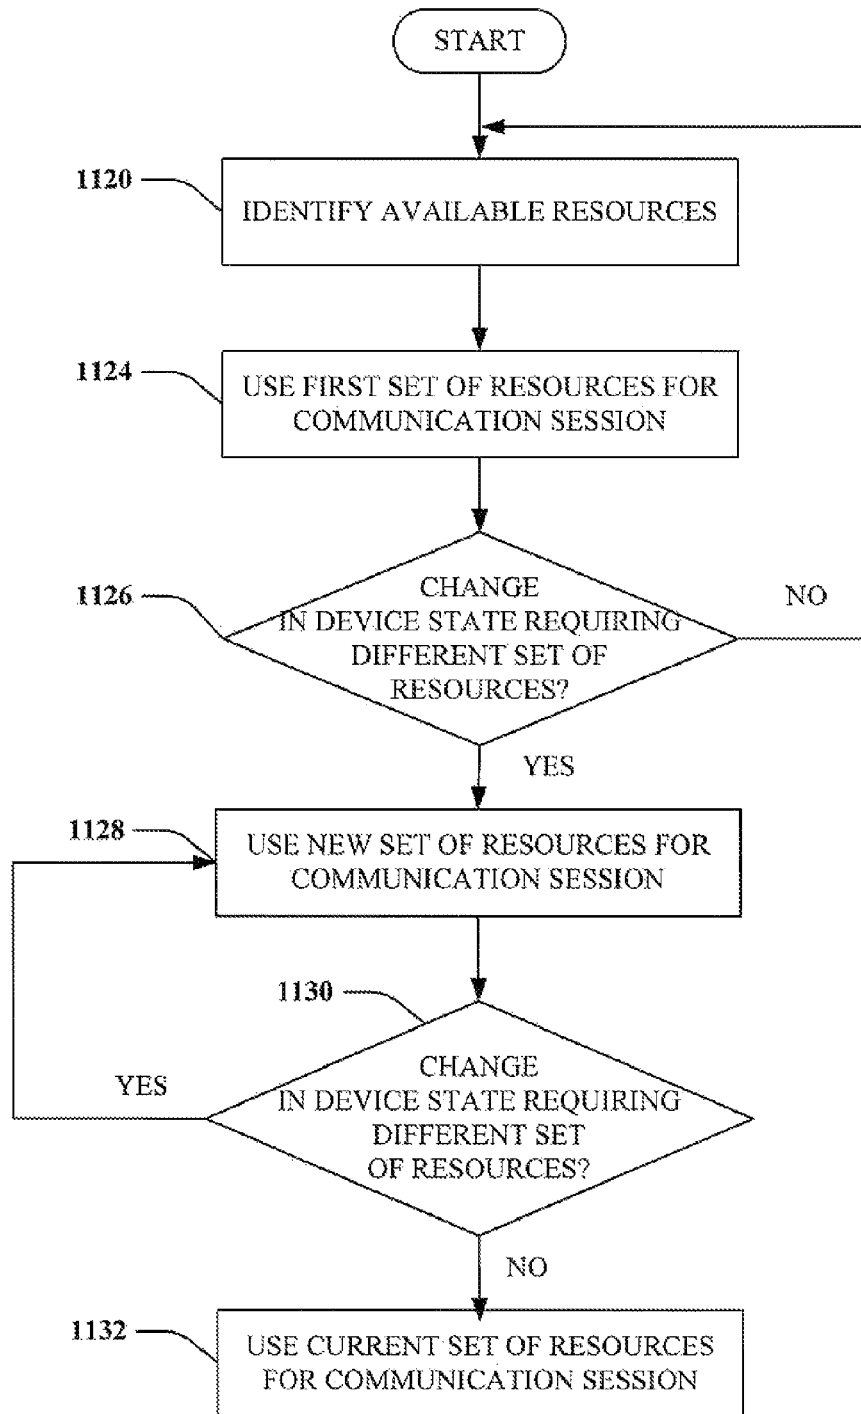 START
1120
IDENTIFY AVAILABLE RESOURCES
1124
USE FIRST SET OF RESOURCES FOR
COMMUNICATION SESSION
1126
CHANGE
IN DEVICE STATE REQUIRING
DIFFERENT SET OF
RESOURCES?
NO
YES
1128
USE NEW SET OF RESOURCES FOR
COMMUNICATION SESSION
1130
CHANGE
IN DEVICE STATE REQUIRING
DIFFERENT SET
OF RESOURCES?
YES
NO
1132
USE CURRENT SET OF RESOURCES
FOR COMMUNICATION SESSION